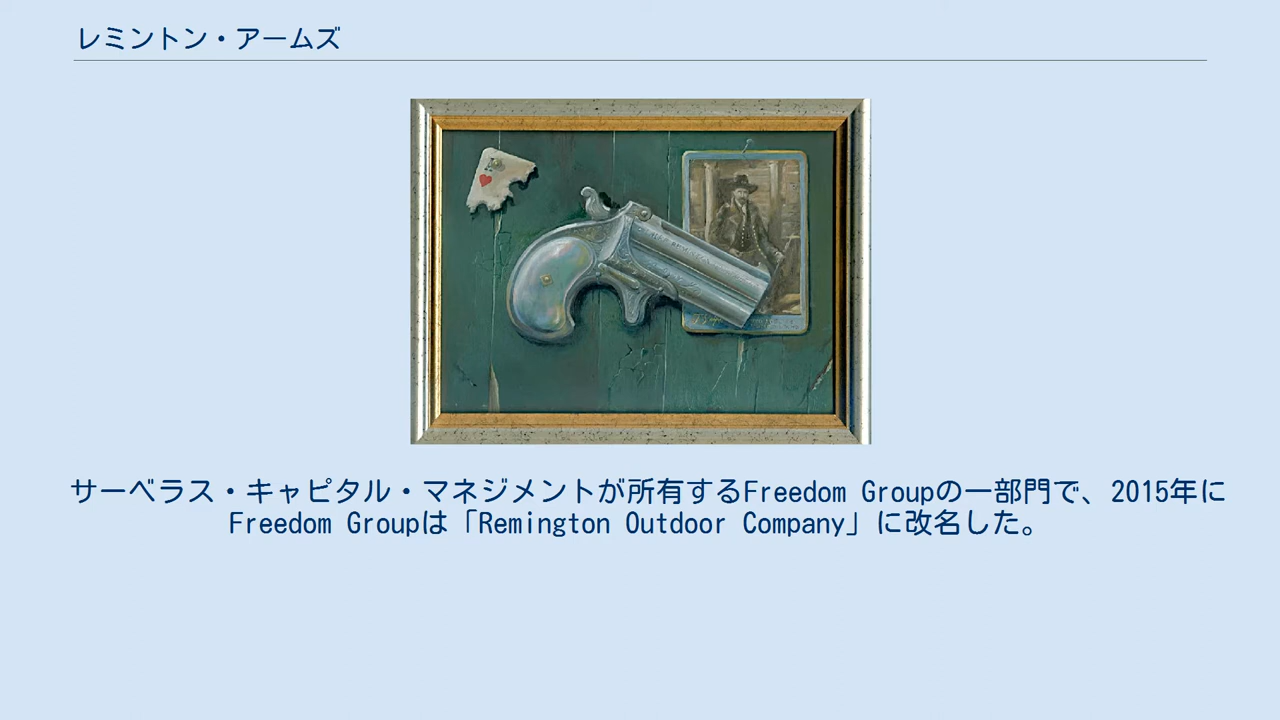 レミントン・アームズ
サーベラス・キャピタル・マネジメントが所有するFreedom Groupの一部門で、2015年に
Freedom Groupは「Remington Outdoor Company」に改名した。